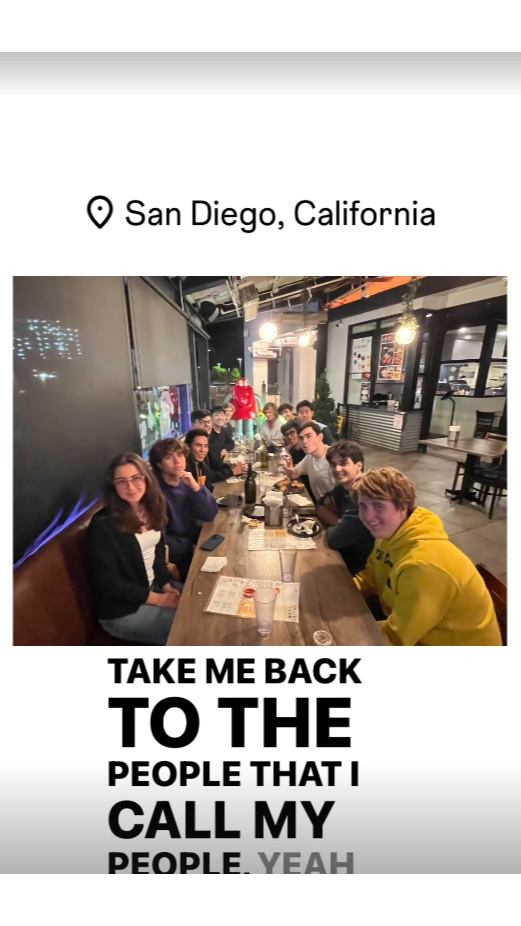 San Diego, California
TAKE ME BACK
TO THE
PEOPLE THAT I
CALL MY
PEOPLE, YEAH